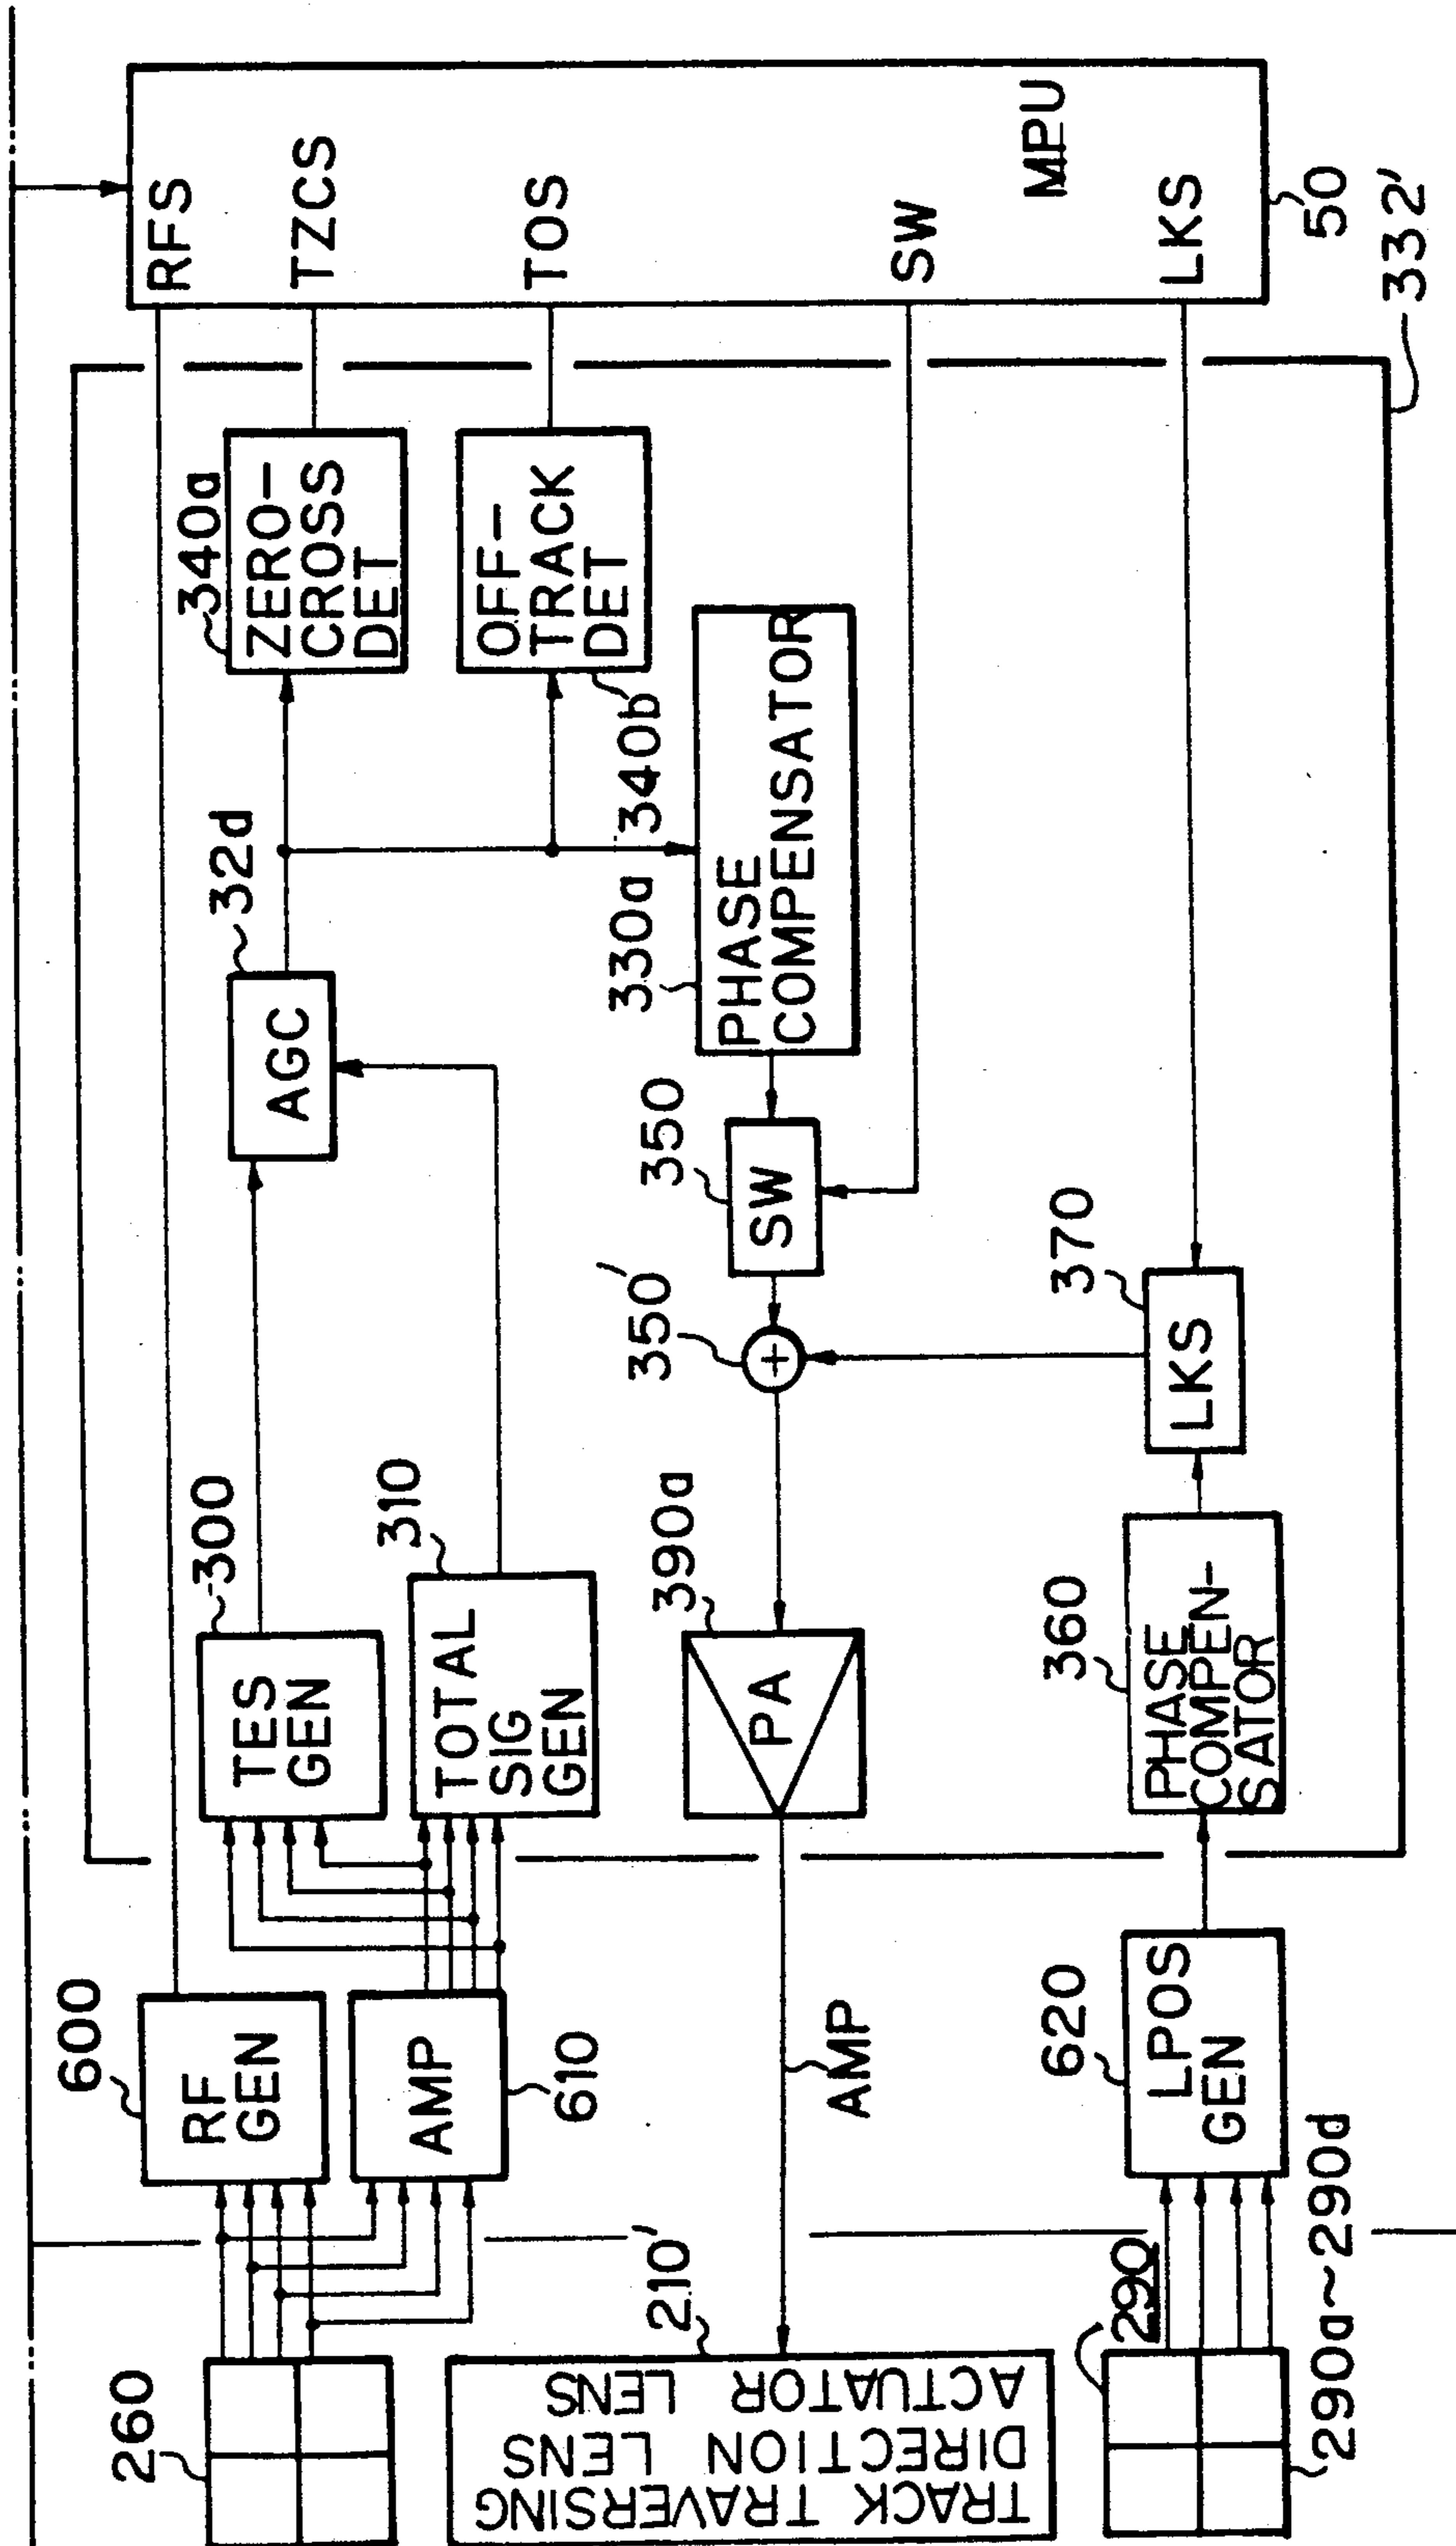 260
600
RF
GEN
AMP
610
300
TES
GEN
310
TOTAL
SIG
GEN
AGC
32d
340a
ZERO-
CROSS
DET
OFF-
TRACK
DET
340b
330a
PHASE
COMPENSATOR
350
SW
350'
+
390a
PA
AMP
210'
TRACK TRAVERSING
DIRECTION LENS
ACTUATOR LENS
290
290a~290d
620
LPOS
GEN
360
PHASE
COMPEN-
SATOR
370
LKS
RFS
TZCS
TOS
SW
MPU
LKS
50
332'